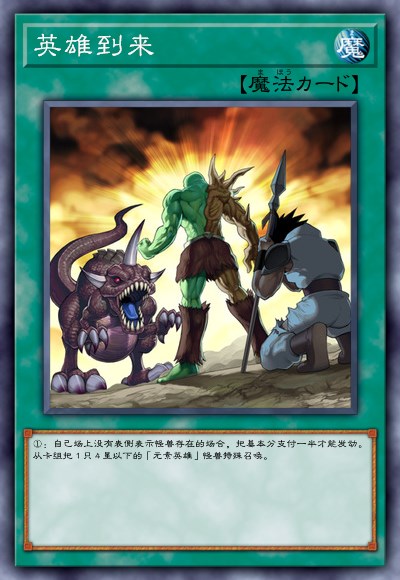 英雄到来
魔
【魔法カード】
まほう
①：自己场上没有表侧表示怪兽存在的场合，把基本分支付一半才能发动。
从卡组把１只４星以下的「元素英雄」怪兽特殊召唤。